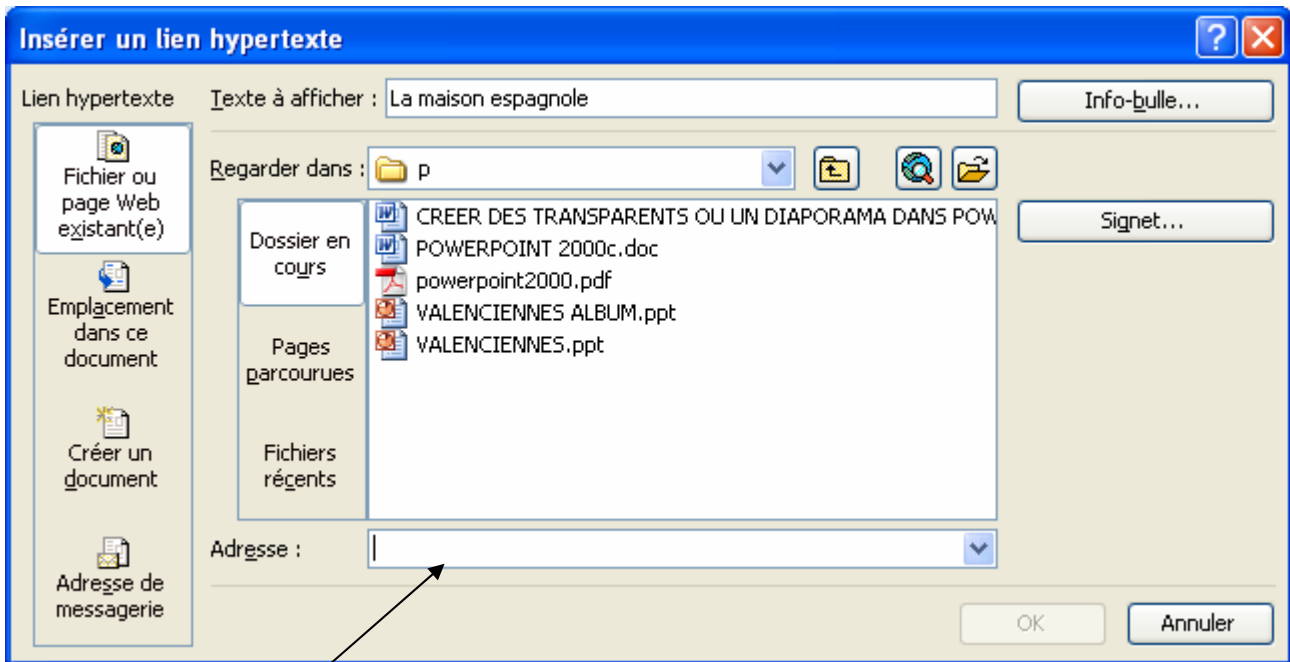 Insérer un lien hypertexte
Lien hypertexte
Texte à afficher : La maison espagnole
Info-bulle...
Fichier ou
page Web
existant(e)
Regarder dans : p
Dossier en
cours
CREER DES TRANSPARENTS OU UN DIAPORAMA DANS POW
POWERPOINT 2000c.doc
powerpoint2000.pdf
VALENCIENNES ALBUM.ppt
VALENCIENNES.ppt
Signet...
Emplacement
dans ce
document
Pages
parcourues
Créer un
document
Fichiers
récents
Adresse :
Adresse de
messagerie
OK
Annuler